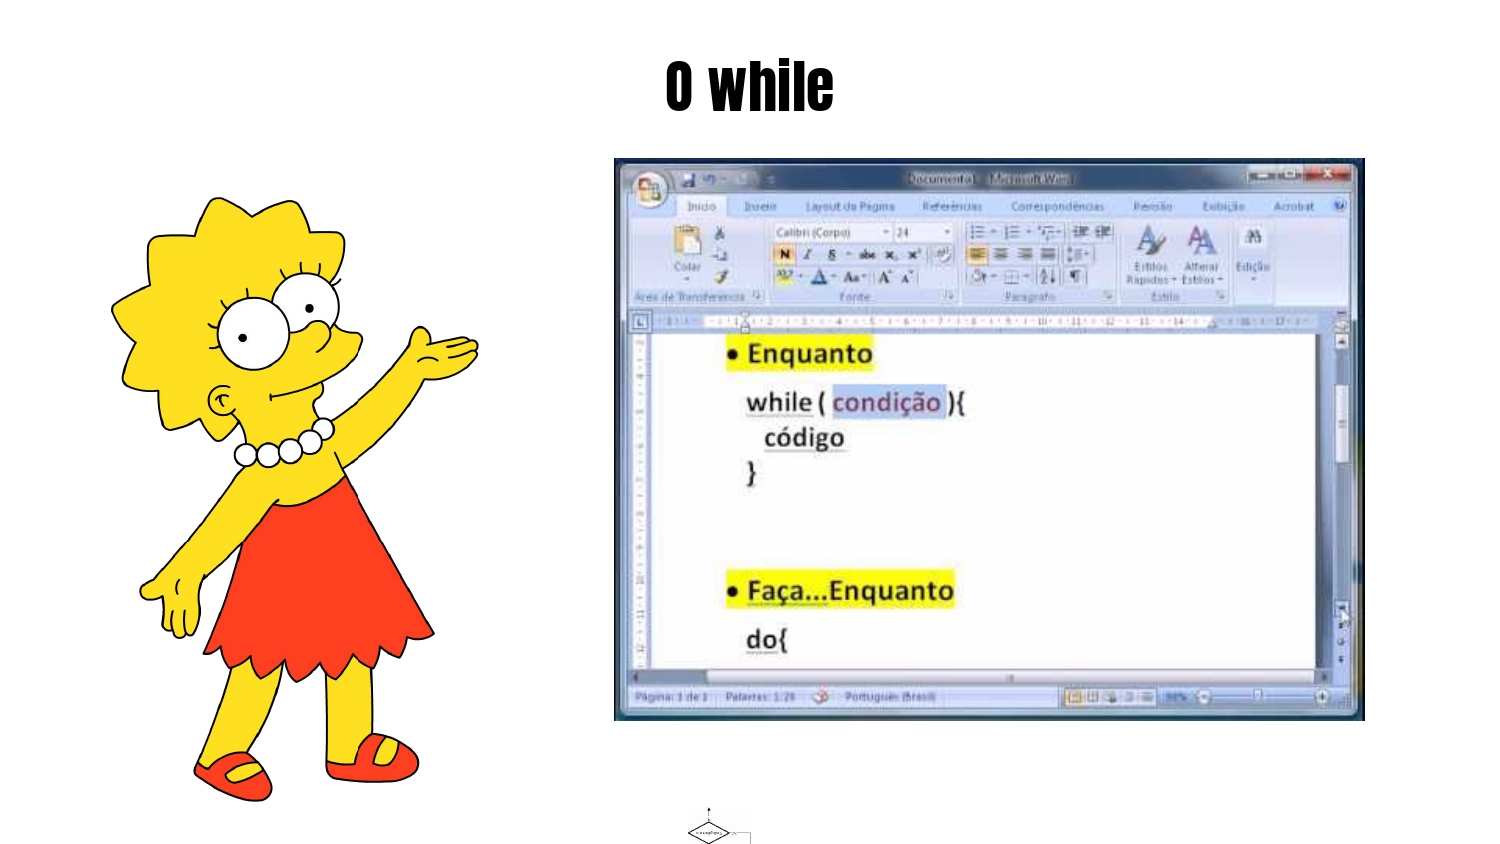 O while
Documento1 - Microsoft Word
Início Inserir Layout da Página Referências Correspondências Revisão Exibição Acrobat
Calibri (Corpo) 24
Colar
Estilos Rápidos
Alterar Estilos
Edição
Área de Transferência Fonte Parágrafo Estilo
• Enquanto
while ( condição ){
código
}
• Faça...Enquanto
do{
Página: 1 de 1 Palavras: 1/28 Português (Brasil) 98%